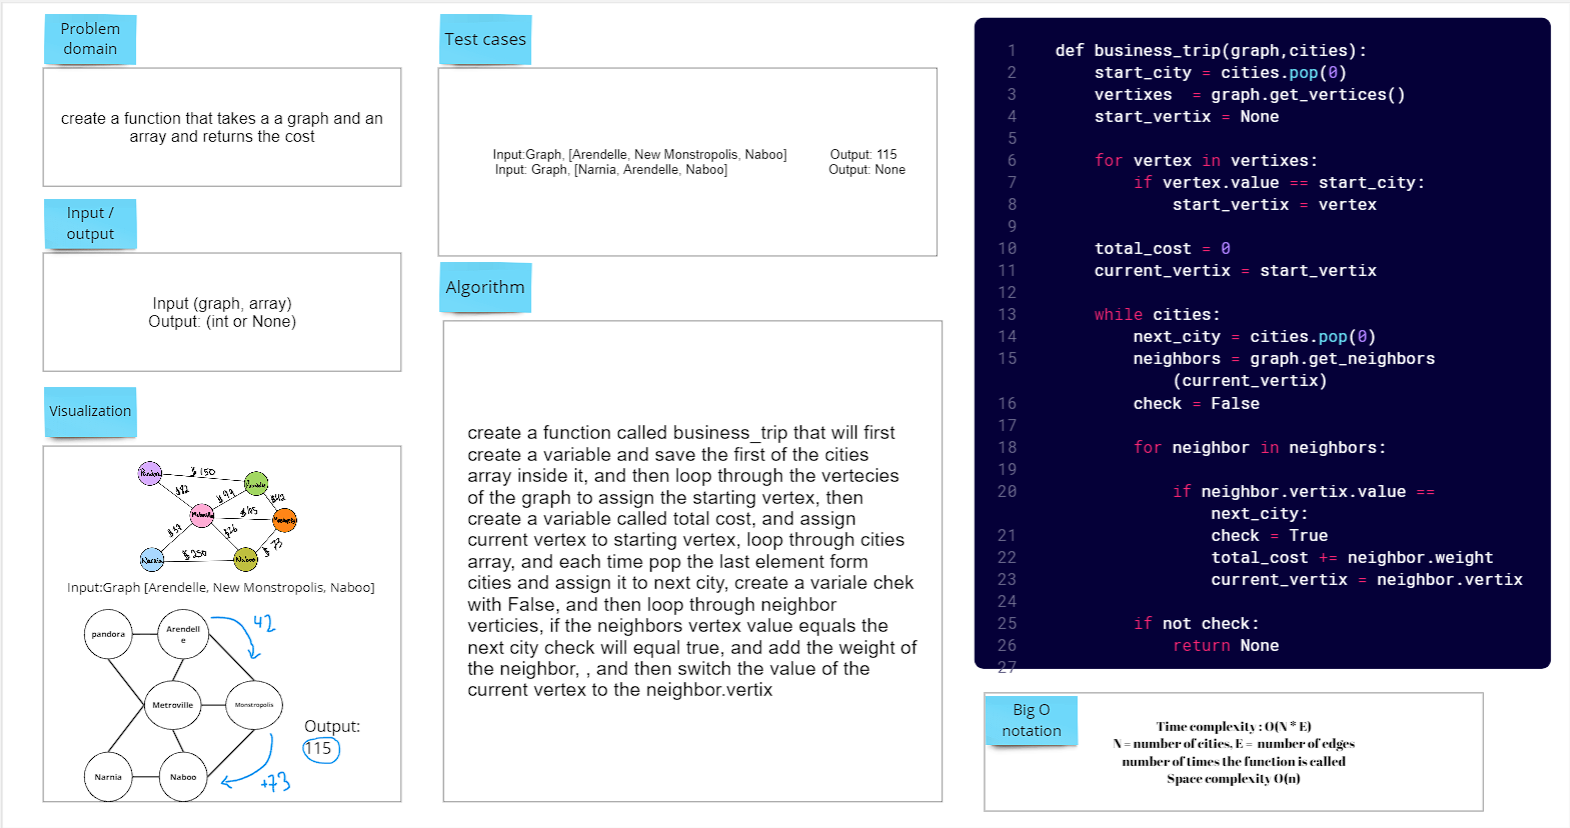 Problem
domain
create a function that takes a a graph and an
array and returns the cost
Input /
output
Input (graph, array)
Output: (int or None)
Visualization
$150
$82
$99
$42
$26
$250
$73
Input:Graph [Arendelle, New Monstropolis, Naboo]
pandora
Arendell
e
42
Metroville
Monstropolis
Output:
115
Narnia
Naboo
+73
Test cases
Input:Graph, [Arendelle, New Monstropolis, Naboo] Output: 115
Input: Graph, [Narnia, Arendelle, Naboo] Output: None
Algorithm
create a function called business_trip that will first
create a variable and save the first of the cities
array inside it, and then loop through the vertecies
of the graph to assign the starting vertex, then
create a variable called total cost, and assign
current vertex to starting vertex, loop through cities
array, and each time pop the last element form
cities and assign it to next city, create a variale chek
with False, and then loop through neighbor
verticies, if the neighbors vertex value equals the
next city check will equal true, and add the weight of
the neighbor, , and then switch the value of the
current vertex to the neighbor.vertix
1 def business_trip(graph,cities):
2 start_city = cities.pop(0)
3 vertixes = graph.get_vertices()
4 start_vertix = None
5
6 for vertex in vertixes:
7 if vertex.value == start_city:
8 start_vertix = vertex
9
10 total_cost = 0
11 current_vertix = start_vertix
12
13 while cities:
14 next_city = cities.pop(0)
15 neighbors = graph.get_neighbors
(current_vertix)
16 check = False
17
18 for neighbor in neighbors:
19
20 if neighbor.vertix.value ==
next_city:
21 check = True
22 total_cost += neighbor.weight
23 current_vertix = neighbor.vertix
24
25 if not check:
26 return None
27
Big O
notation
Time complexity : O(N * E)
N = number of cities, E = number of edges
number of times the function is called
Space complexity O(n)